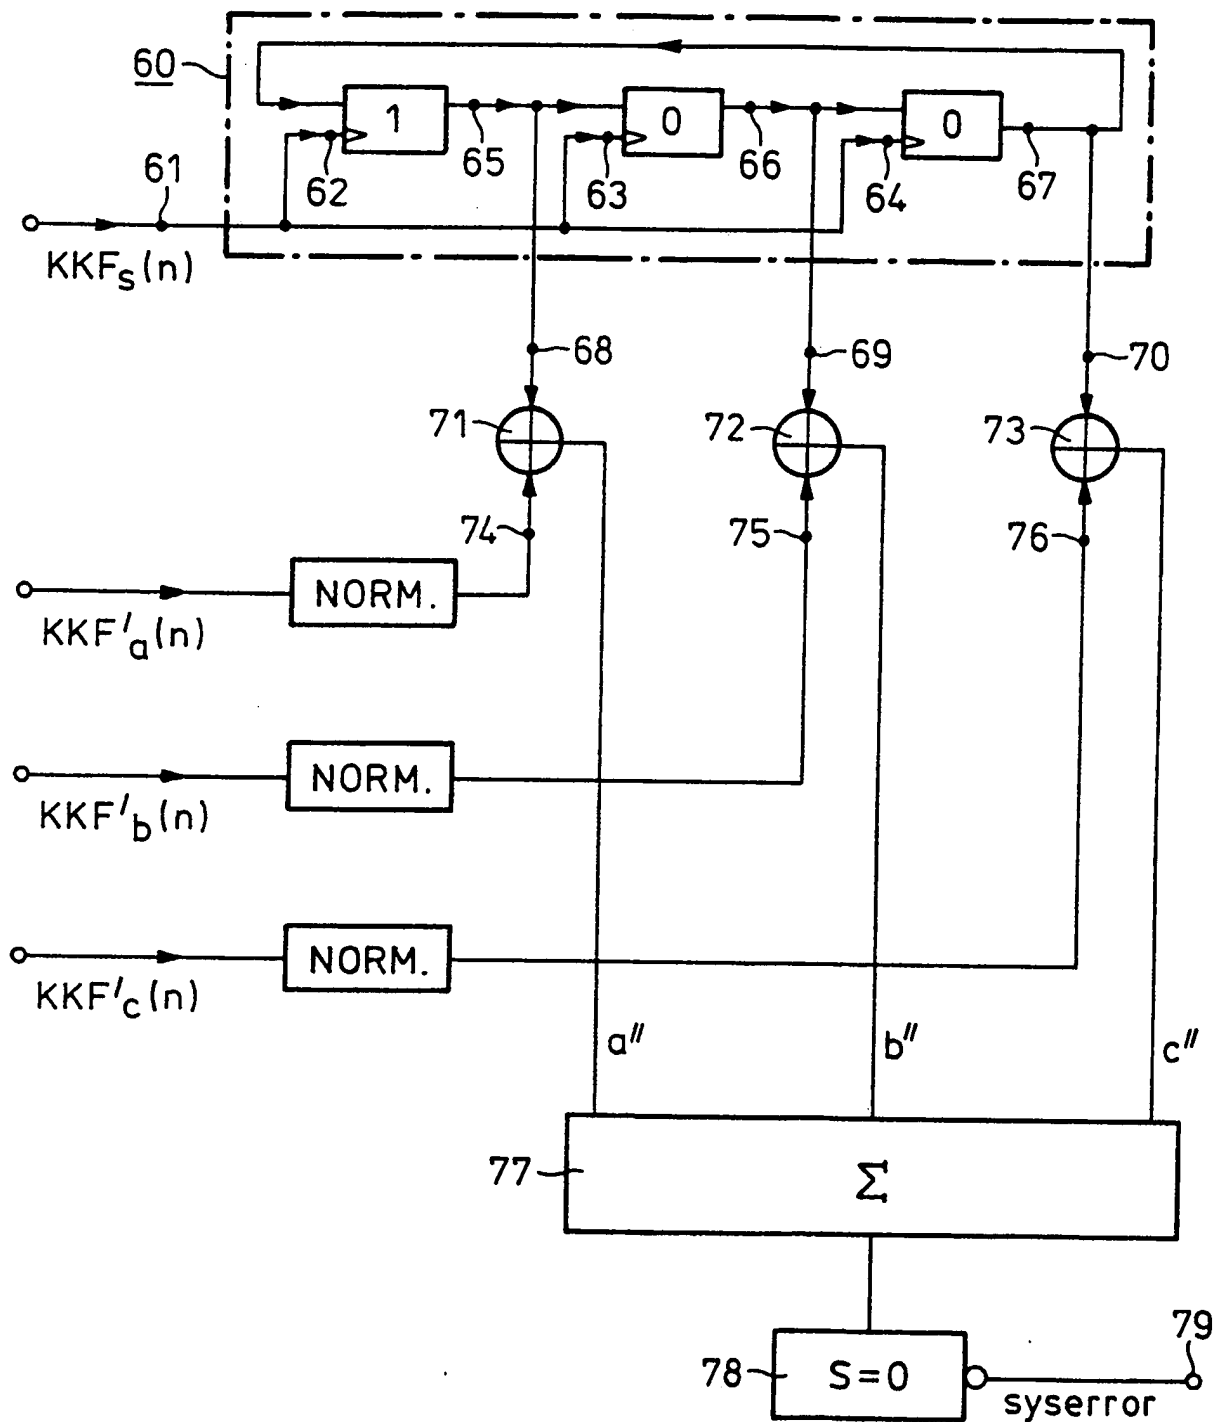 60
1
0
0
61
62
65
63
66
64
67
KKFs(n)
68
69
70
71
72
73
74
75
76
NORM.
KKF'a(n)
NORM.
KKF'b(n)
NORM.
KKF'c(n)
a"
b"
c"
77
Σ
79
78
S=0
syserror